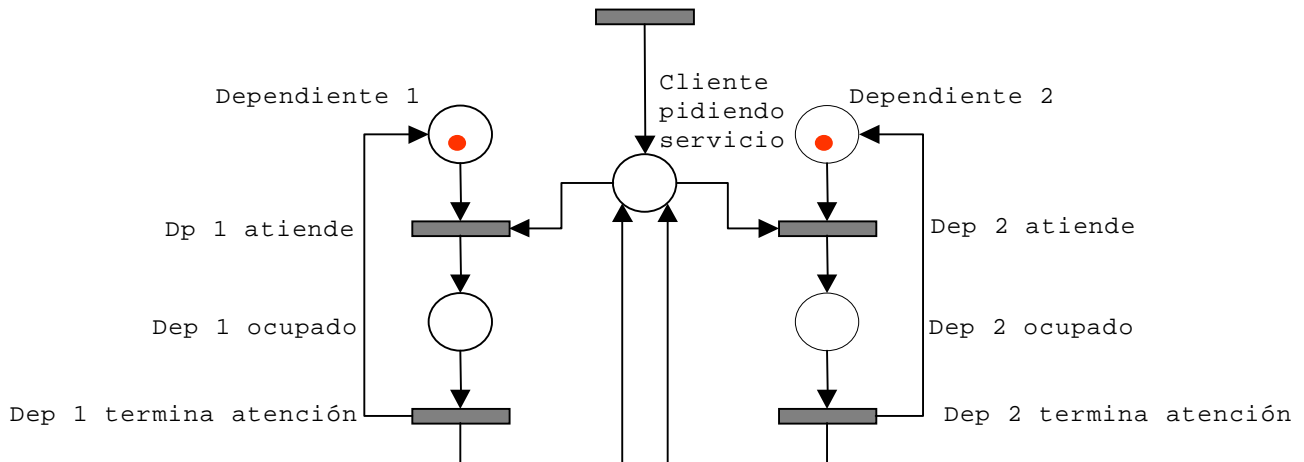 Cliente
pidiendo
servicio
Dependiente 1
Dependiente 2
Dp 1 atiende
Dep 2 atiende
Dep 1 ocupado
Dep 2 ocupado
Dep 1 termina atención
Dep 2 termina atención